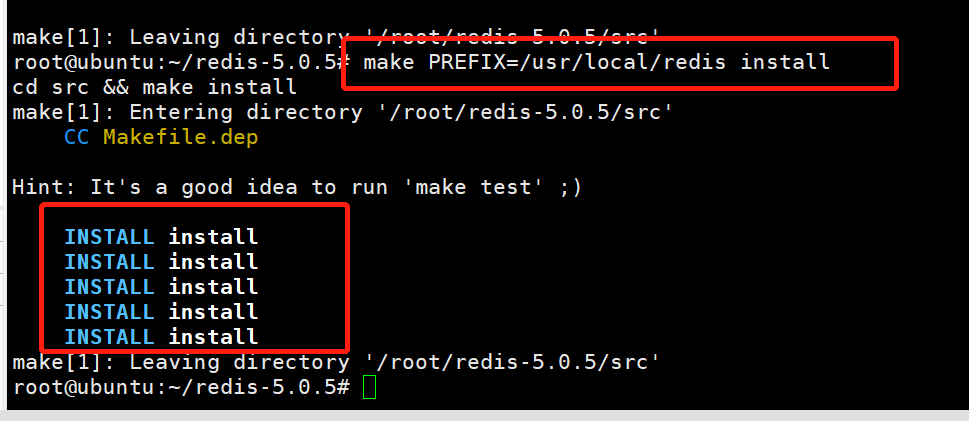 make[1]: Leaving directory '/root/redis-5.0.5/src'
root@ubuntu:~/redis-5.0.5# make PREFIX=/usr/local/redis install
cd src && make install
make[1]: Entering directory '/root/redis-5.0.5/src'
CC Makefile.dep
Hint: It's a good idea to run 'make test' ;)
INSTALL install
INSTALL install
INSTALL install
INSTALL install
INSTALL install
make[1]: Leaving directory '/root/redis-5.0.5/src'
root@ubuntu:~/redis-5.0.5#